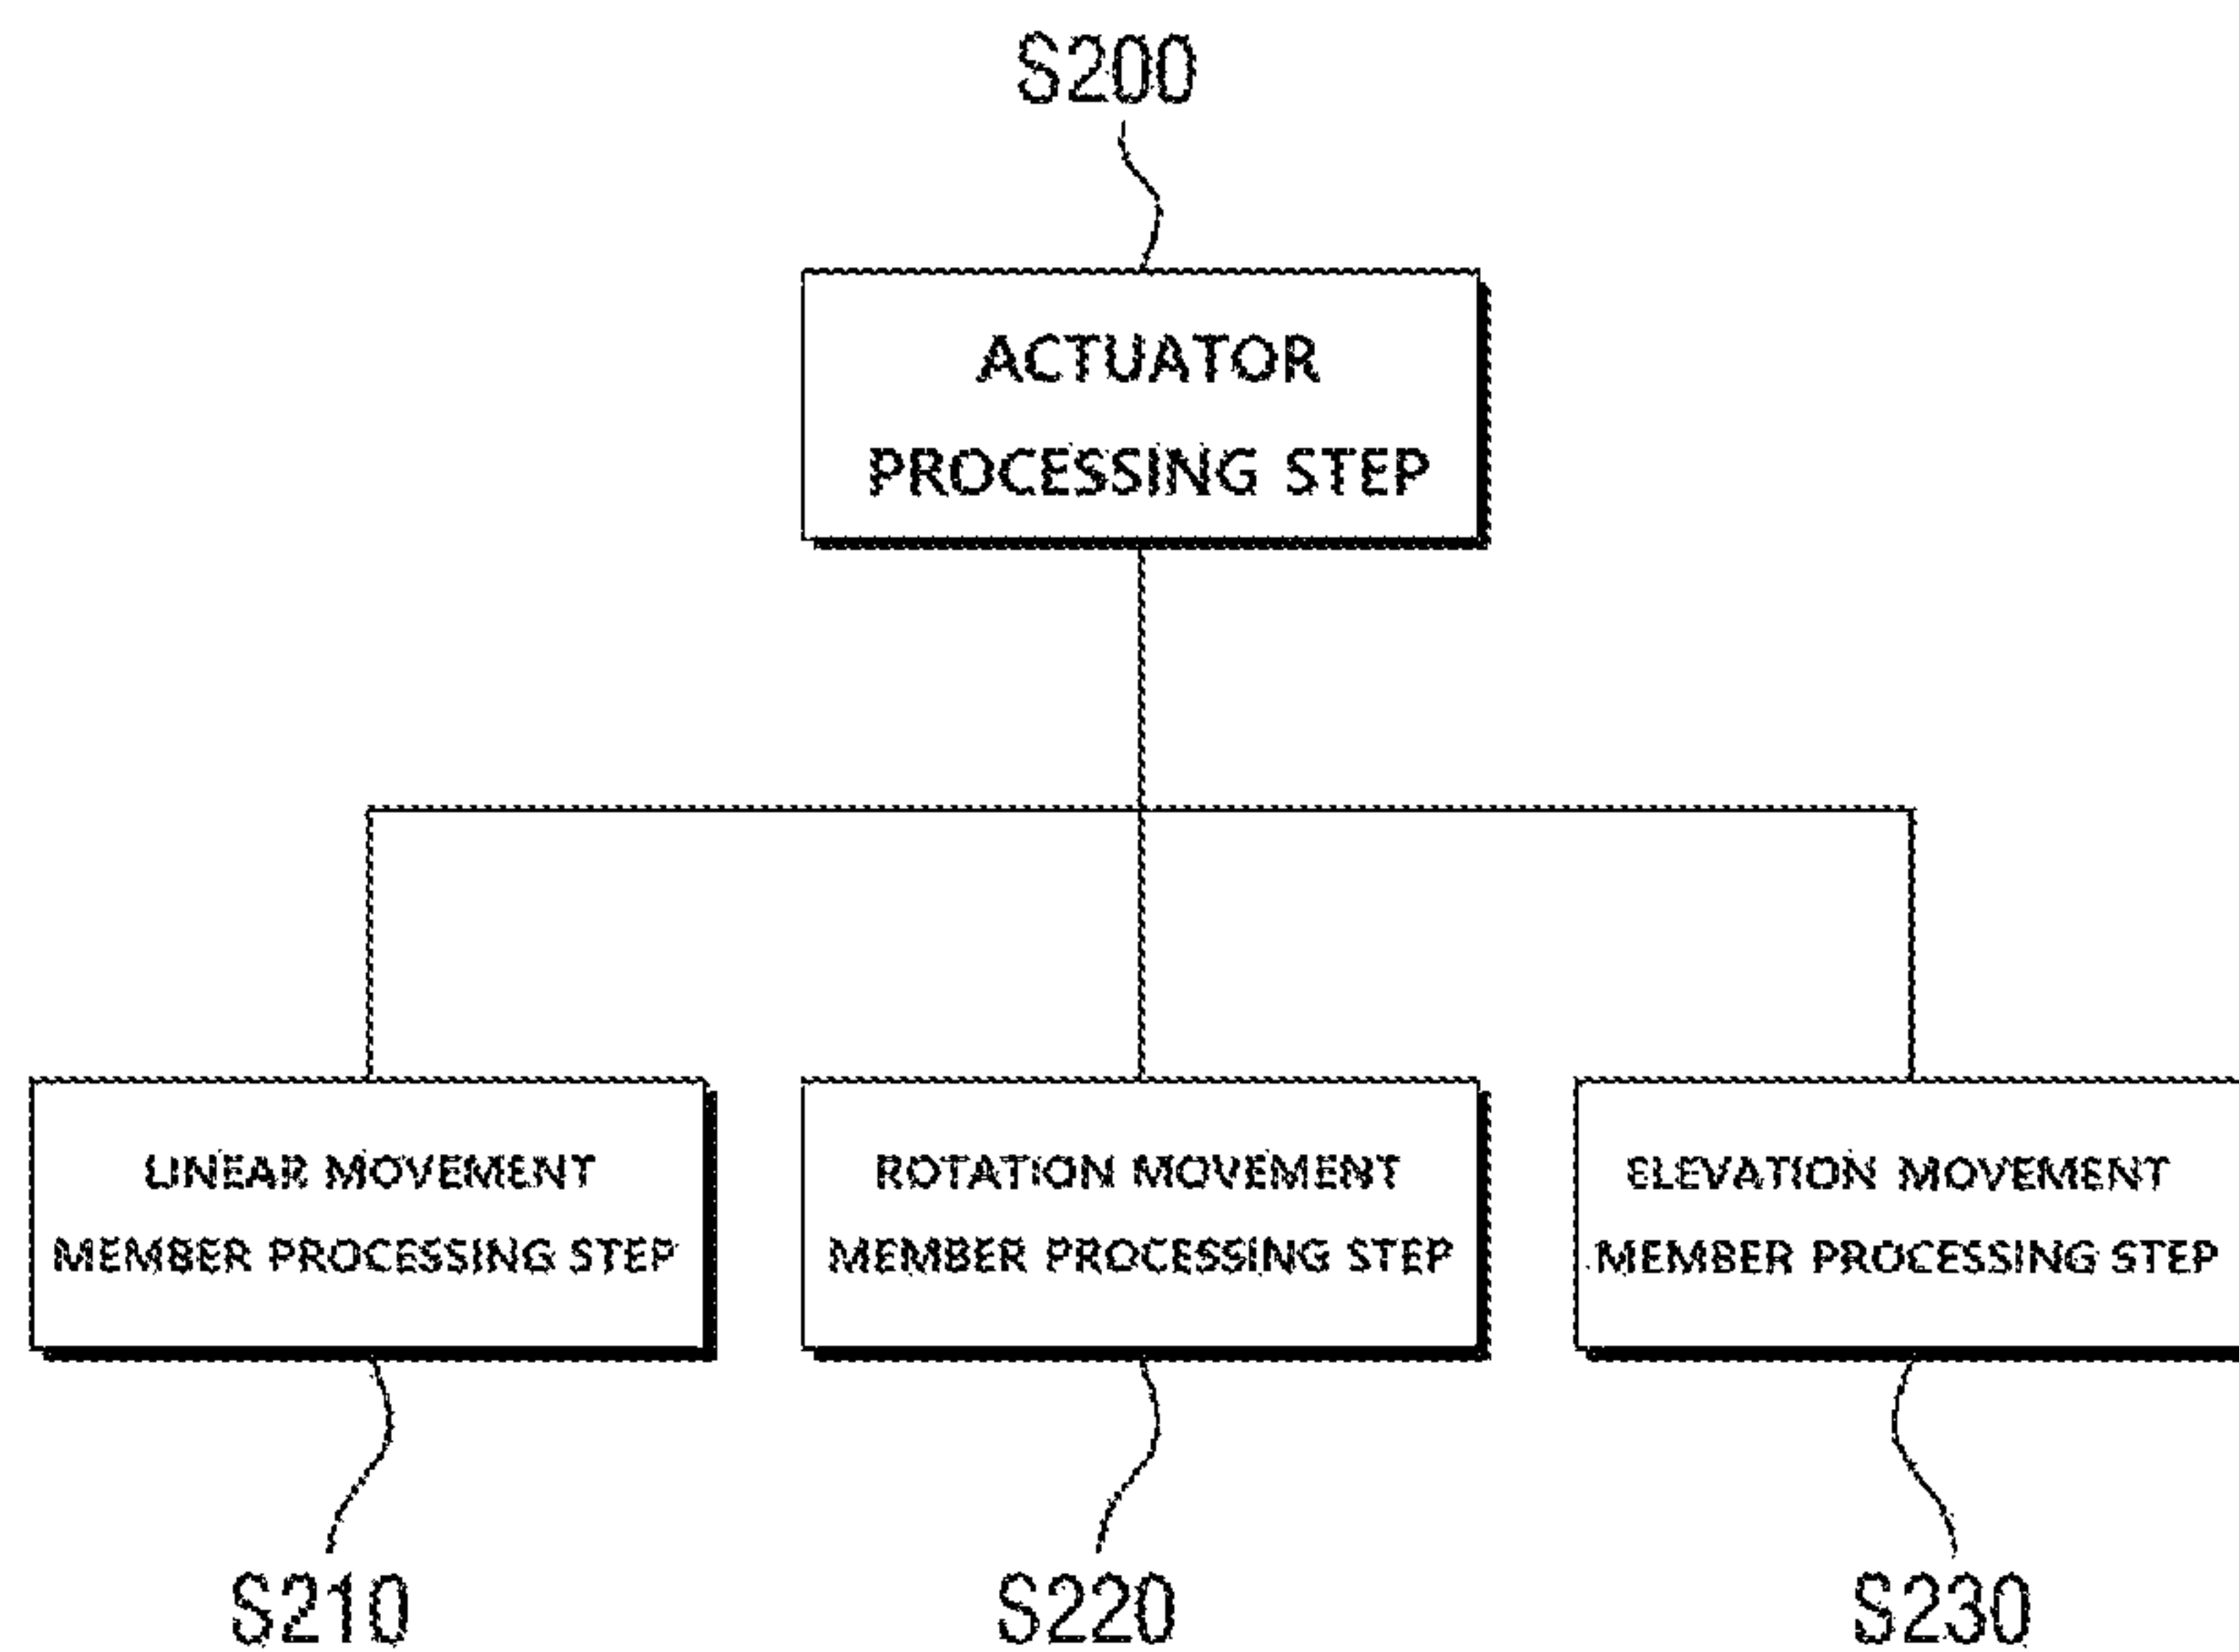 S200
ACTUATOR
PROCESSING STEP
LINEAR MOVEMENT
MEMBER PROCESSING STEP
ROTATION MOVEMENT
MEMBER PROCESSING STEP
ELEVATION MOVEMENT
MEMBER PROCESSING STEP
S210
S220
S230